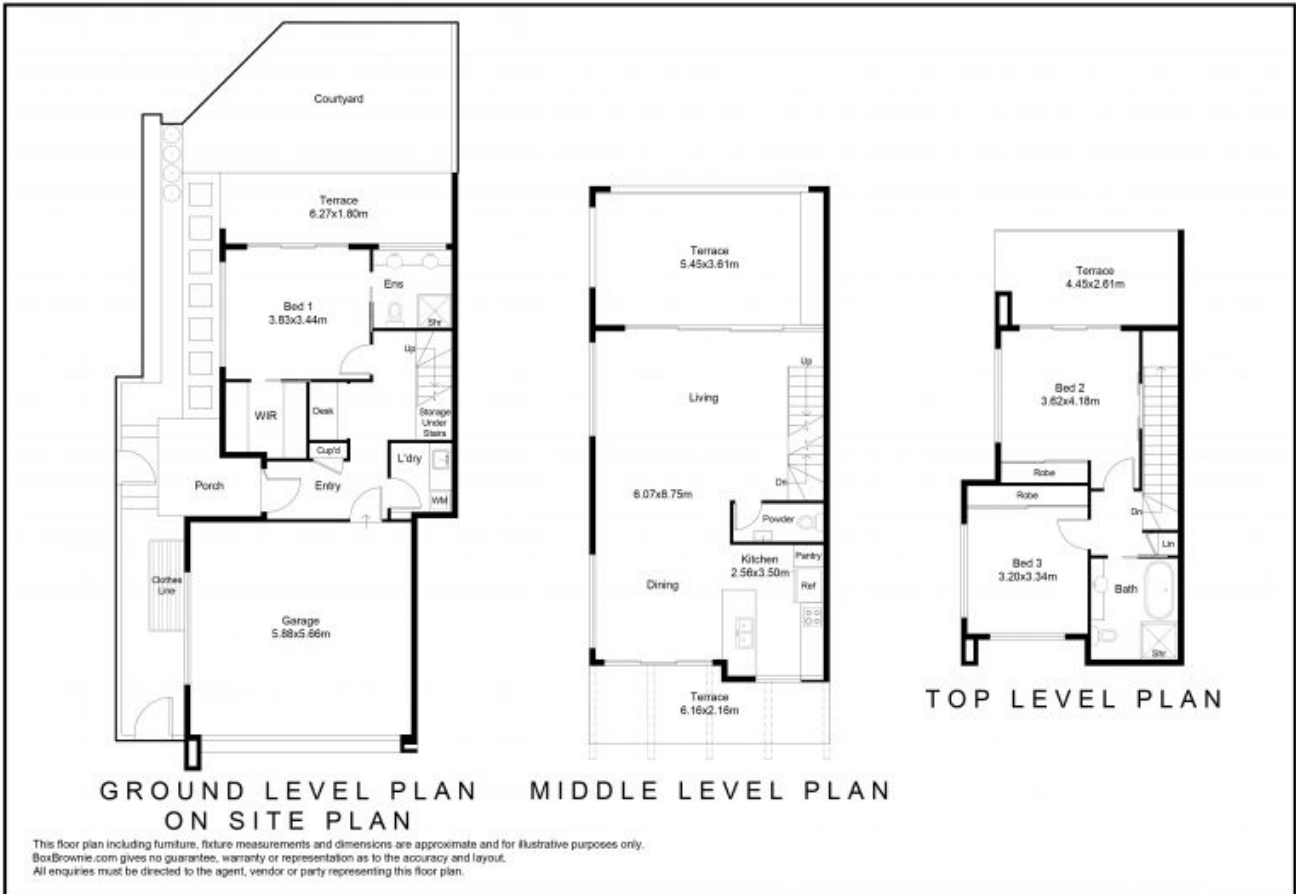 Courtyard
Terrace
6.27x1.80m
Ens
Bed 1
3.83x3.44m
Shr
Up
WIR
Desk
Storage
Under
Stairs
Cup'd
L'dry
Porch
Entry
WM
Clothes
Line
Garage
5.88x5.66m
GROUND LEVEL PLAN
ON SITE PLAN
Terrace
5.45x3.61m
Up
Living
Dn
6.07x8.75m
Powder
Kitchen
2.56x3.50m
Pantry
Ref
Dining
Terrace
6.16x2.16m
MIDDLE LEVEL PLAN
Terrace
4.45x2.61m
Bed 2
3.62x4.18m
Robe
Robe
Dn
Lin
Bed 3
3.20x3.34m
Bath
Shr
TOP LEVEL PLAN
This floor plan including furniture, fixture measurements and dimensions are approximate and for illustrative purposes only.
BoxBrownie.com gives no guarantee, warranty or representation as to the accuracy and layout.
All enquiries must be directed to the agent, vendor or party representing this floor plan.